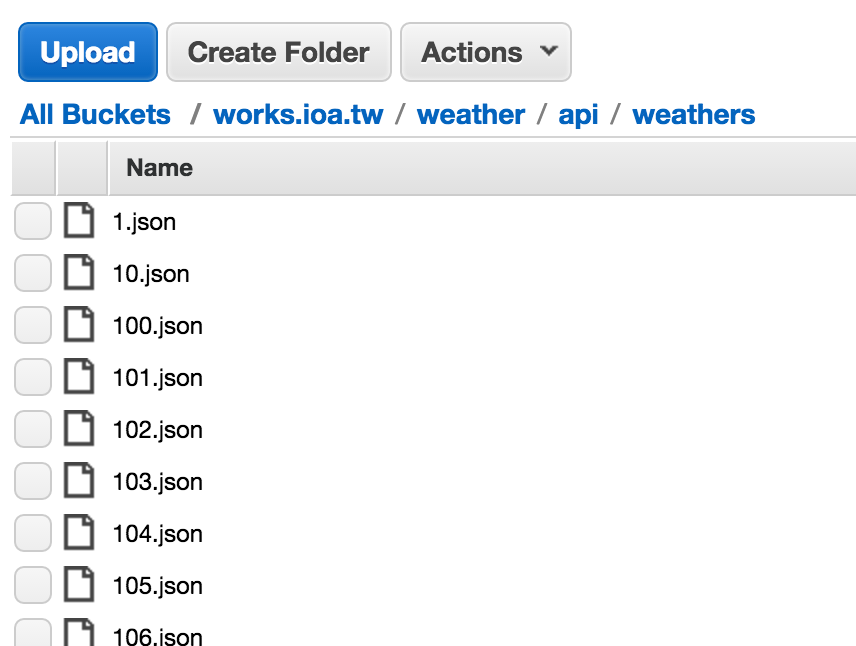 Upload Create Folder Actions
All Buckets / works.ioa.tw / weather / api / weathers
Name
1.json
10.json
100.json
101.json
102.json
103.json
104.json
105.json
106.json